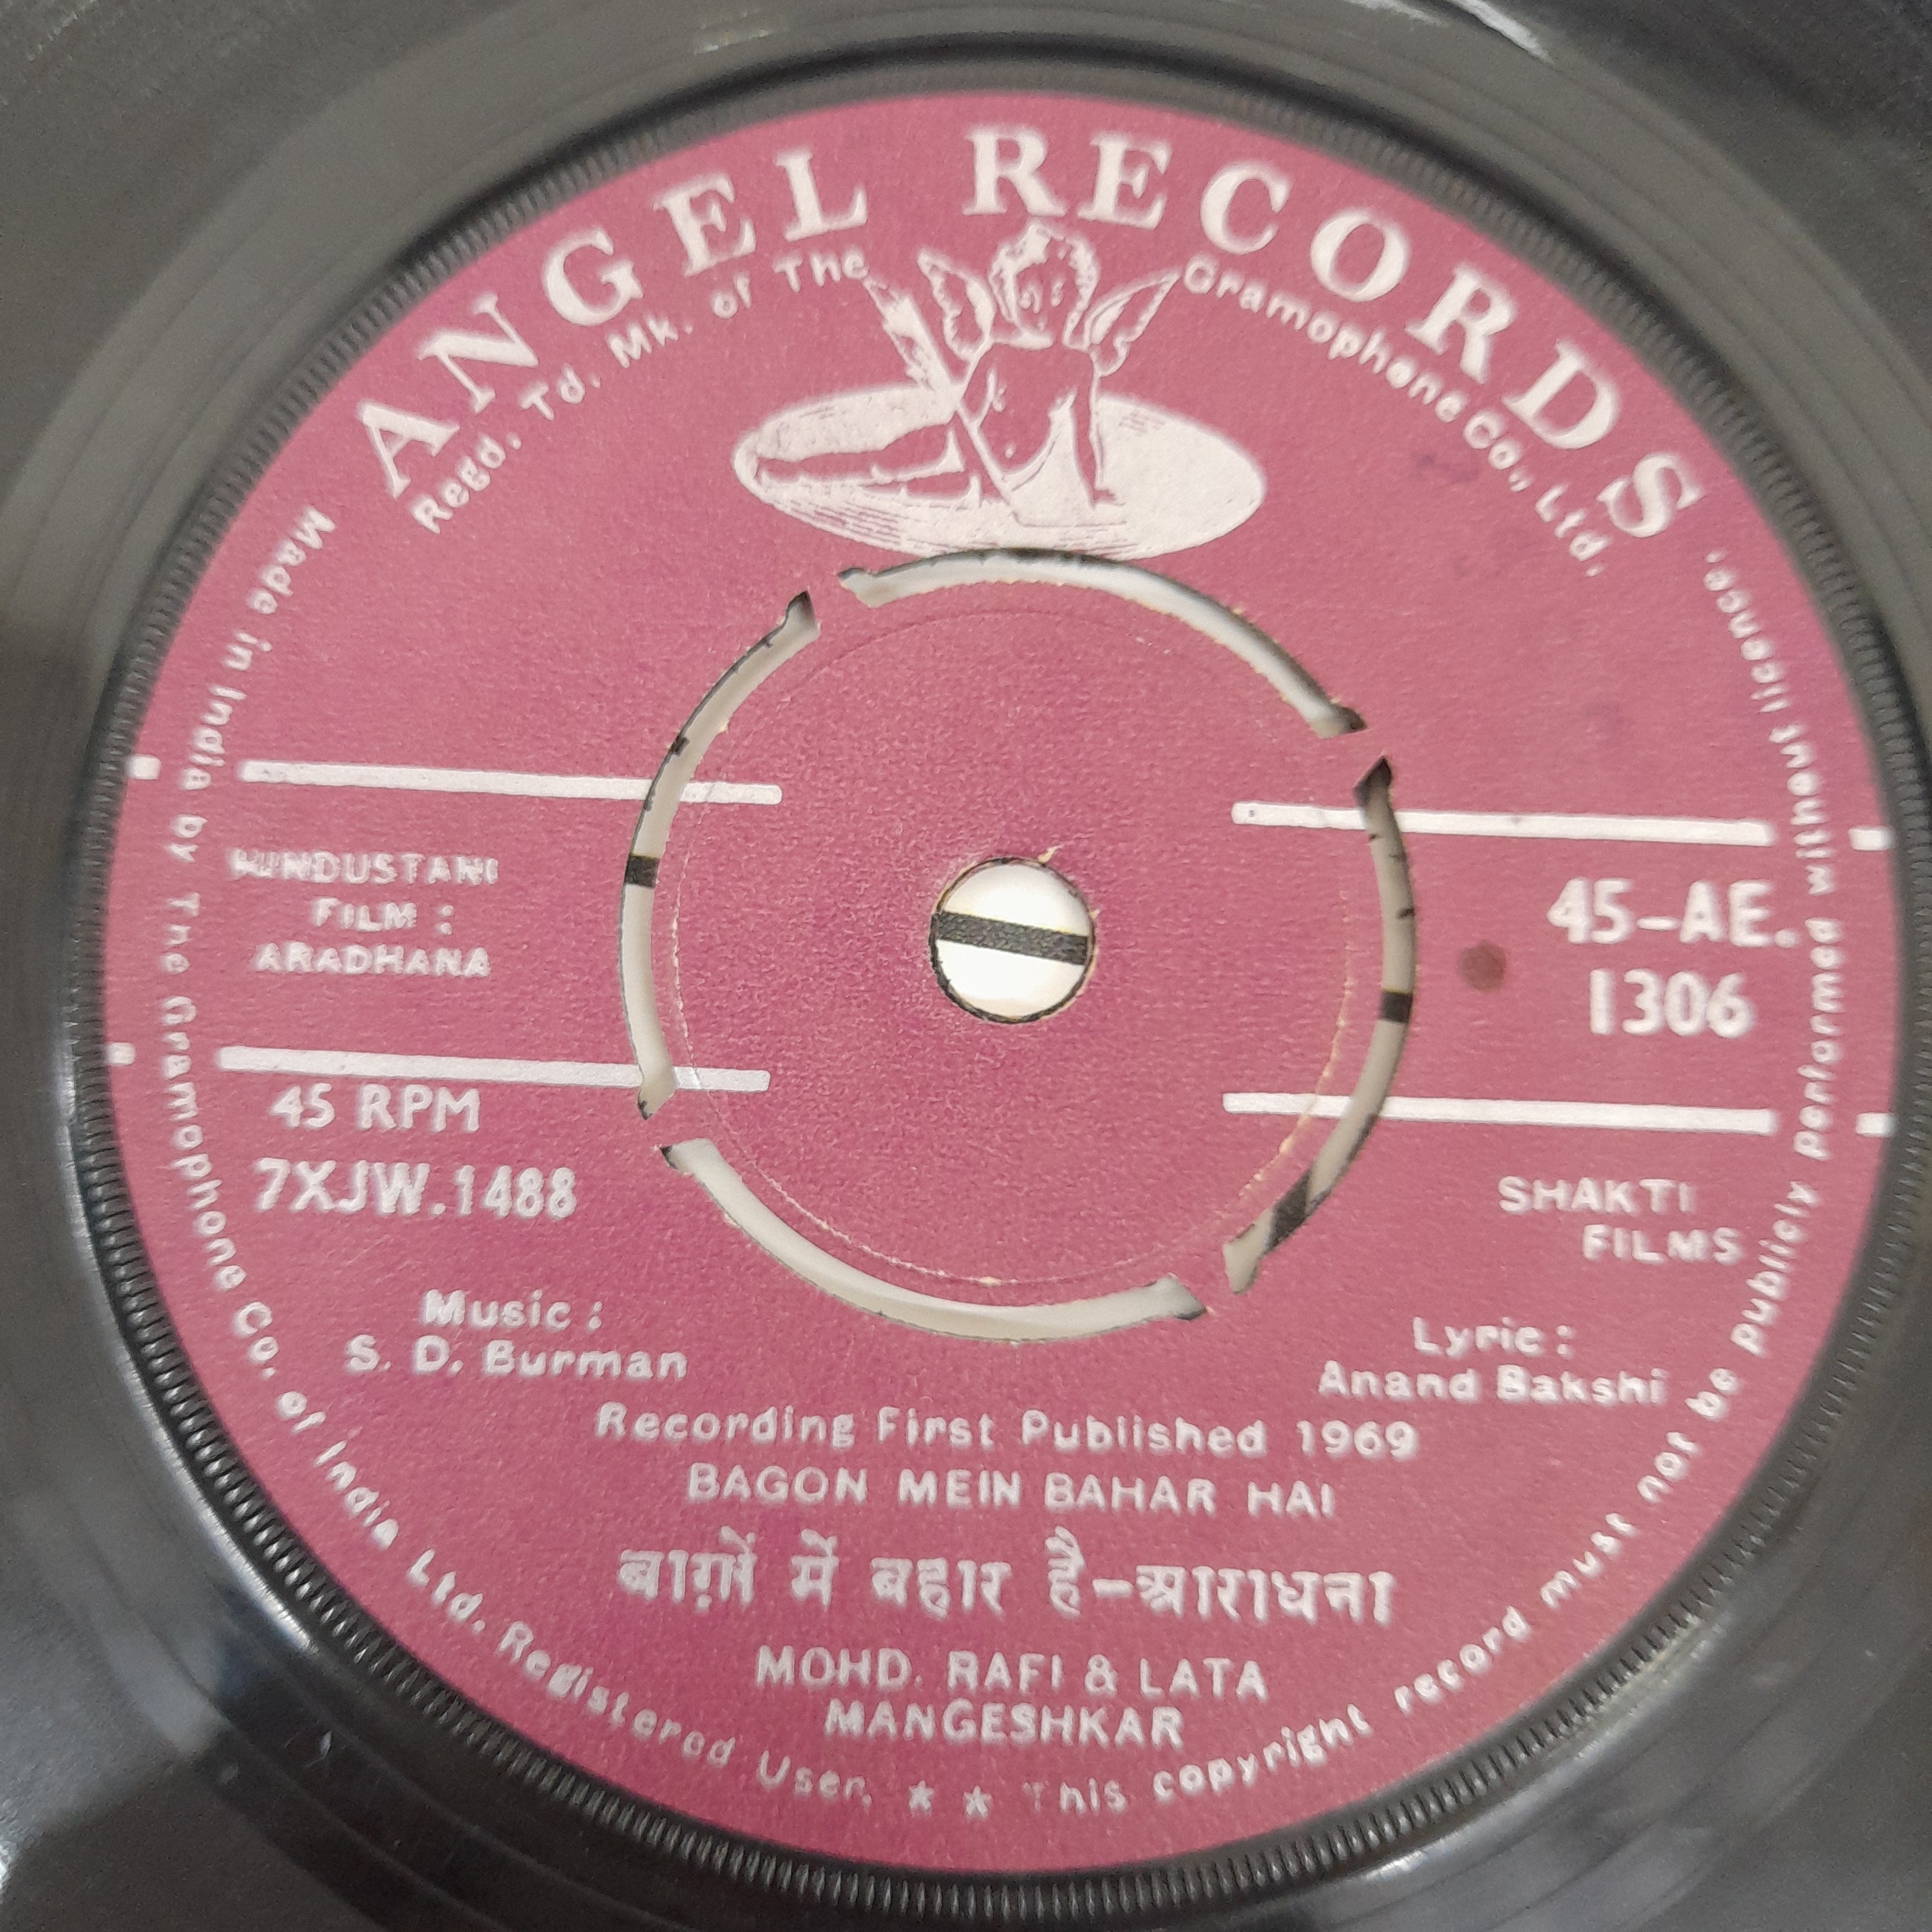 ANGEL RECORDS
Regd. Td. Mk. of The Gramophone Co., Ltd.
HINDUSTANI
FILM :
ARADHANA
45-AE.
1306
45 RPM
7XJW.1488
SHAKTI
FILMS
Music :
S. D. Burman
Lyric :
Anand Bakshi
Recording First Published 1969
BAGON MEIN BAHAR HAI
बाग़ों में बहार है-आराधना
MOHD. RAFI & LATA
MANGESHKAR
Made in India by The Gramophone Co. of India Ltd. Registered User. ★ ★ This copyright record must not be publicly performed without licence.